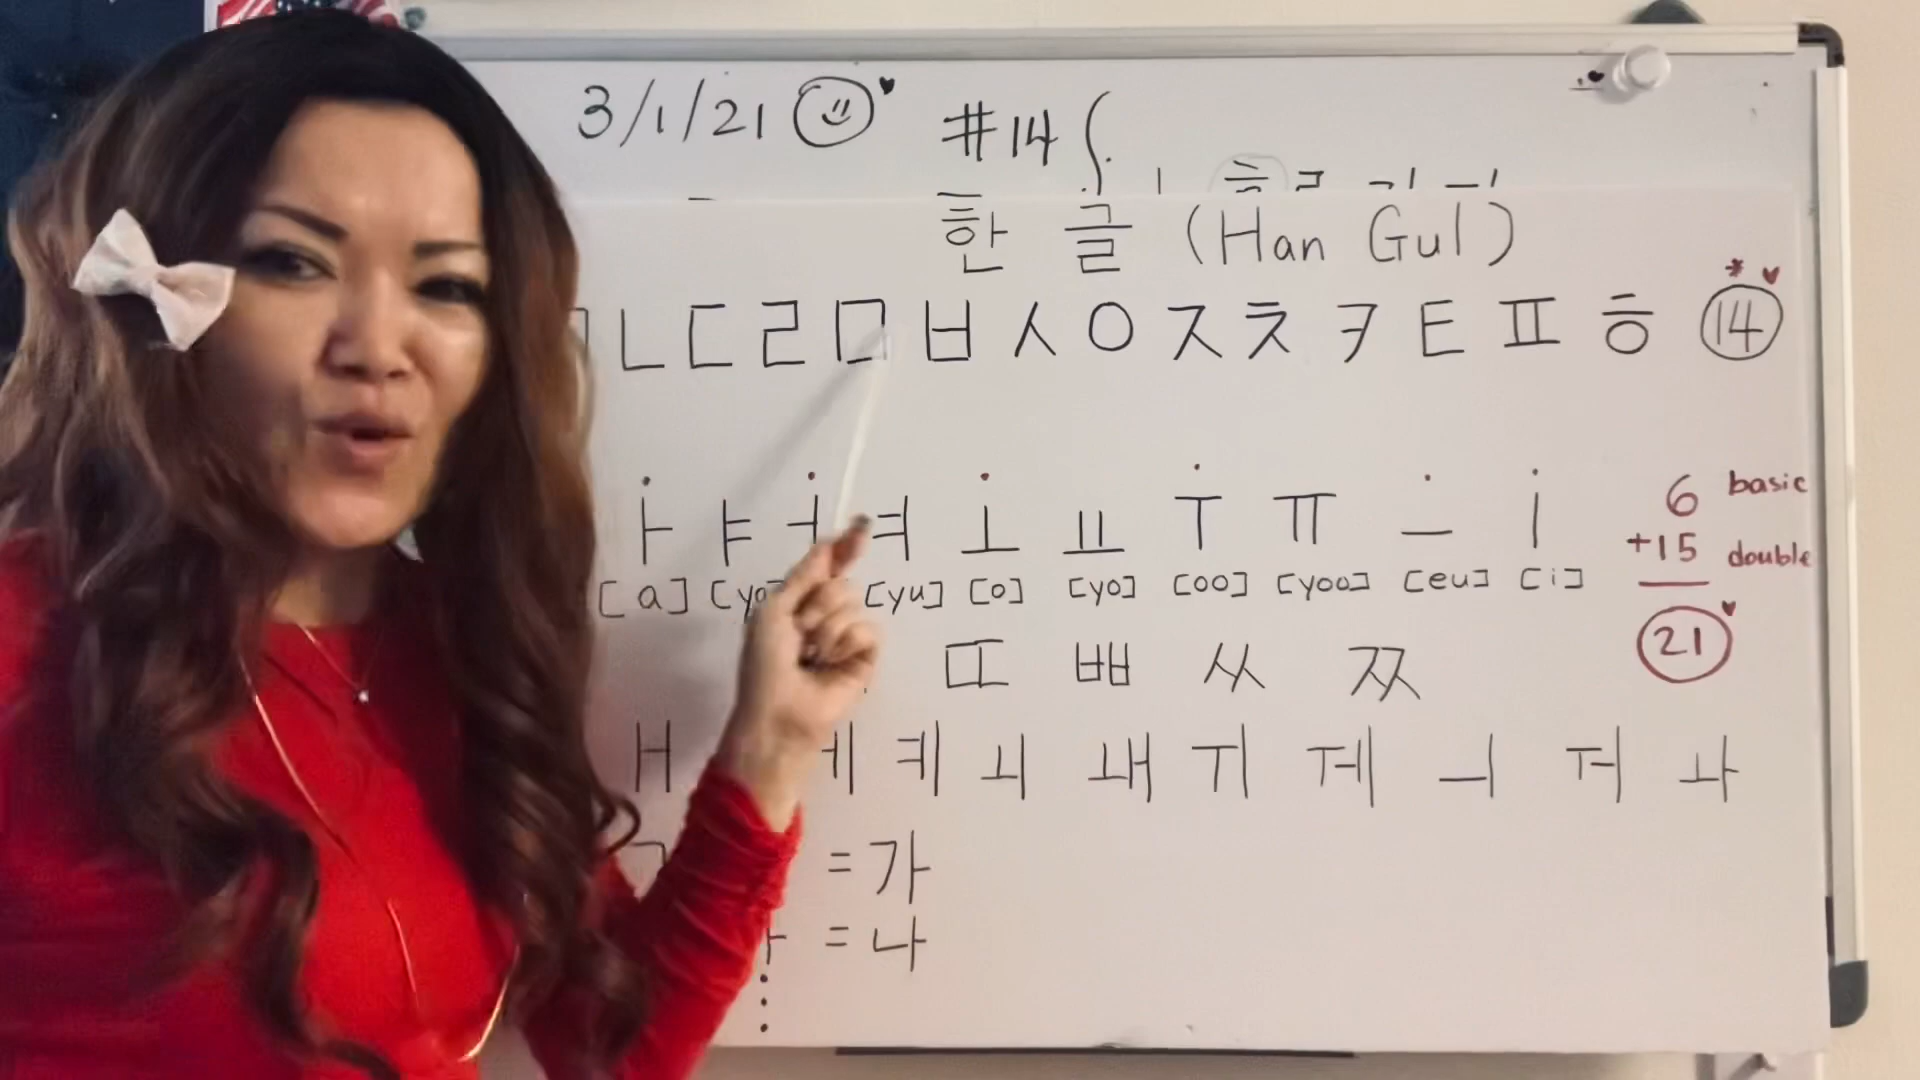 3/1/21
#14
한 글 (Han Gul)
ㄴ ㄷ ㄹ ㅁ ㅂ ㅅ ㅇ ㅈ ㅊ ㅋ ㅌ ㅍ ㅎ 14
ㅏ ㅑ ㅓ ㅕ ㅗ ㅛ ㅜ ㅠ ㅡ ㅣ
[a] [yu] [o] [yo] [oo] [yoo] [eu] [i]
6 basic
+15 double
21
ㄸ ㅃ ㅆ ㅉ
ㅐ ㅔ ㅖ ㅚ ㅙ ㅟ ㅞ ㅢ ㅝ ㅘ
= 가
ㅏ = 나